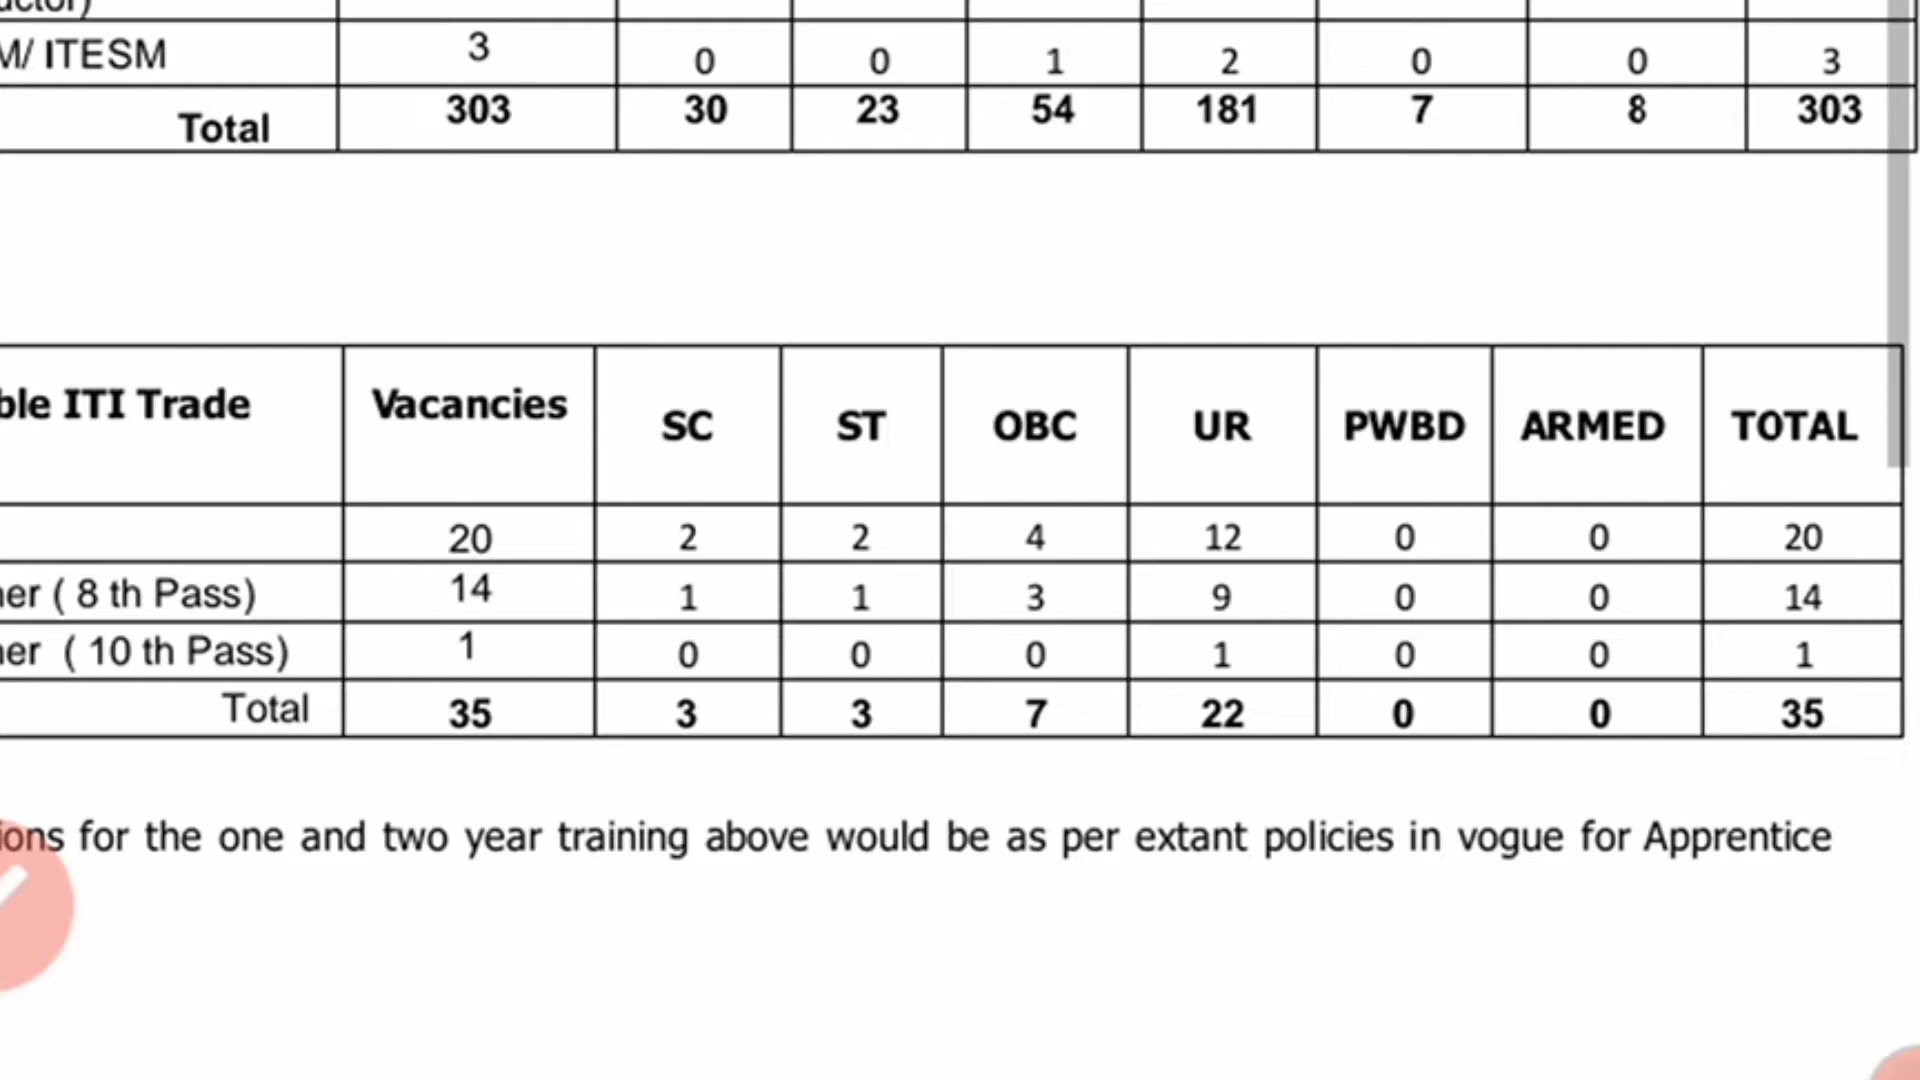 M/ ITESM 3 0 0 1 2 0 0 3
Total 303 30 23 54 181 7 8 303
ble ITI Trade Vacancies SC ST OBC UR PWBD ARMED TOTAL
20 2 2 4 12 0 0 20
her ( 8 th Pass) 14 1 1 3 9 0 0 14
her ( 10 th Pass) 1 0 0 0 1 0 0 1
Total 35 3 3 7 22 0 0 35
ions for the one and two year training above would be as per extant policies in vogue for Apprentice